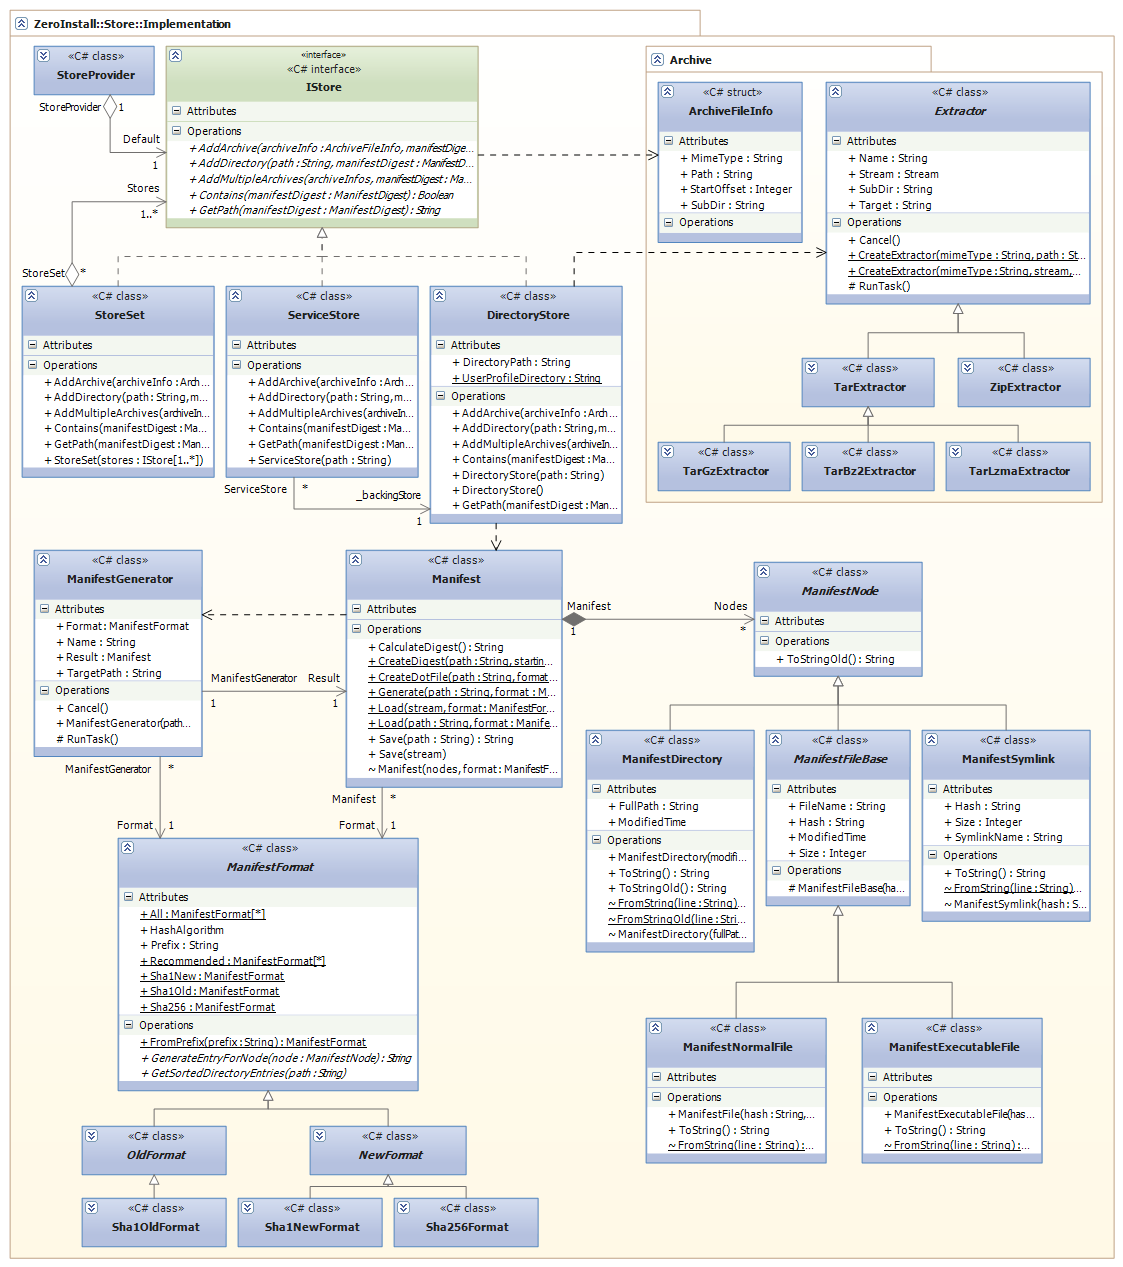 ZeroInstall::Store::Implementation
«C# class»
StoreProvider
StoreProvider
1
Default
1
Stores
1..*
StoreSet
*
«interface»
«C# interface»
IStore
Attributes
Operations
+ AddArchive(archiveInfo :ArchiveFileInfo, manifestDige...
+ AddDirectory(path : String, manifestDigest : ManifestD...
+ AddMultipleArchives(archiveInfos, manifestDigest : Ma...
+ Contains(manifestDigest : ManifestDigest) : Boolean
+ GetPath(manifestDigest : ManifestDigest) : String
Archive
«C# struct»
ArchiveFileInfo
Attributes
+ MimeType : String
+ Path : String
+ StartOffset : Integer
+ SubDir : String
Operations
«C# class»
Extractor
Attributes
+ Name : String
+ Stream : Stream
+ SubDir : String
+ Target : String
Operations
+ Cancel()
+ CreateExtractor(mimeType : String, path : St...
+ CreateExtractor(mimeType : String, stream,...
# RunTask()
«C# class»
TarExtractor
«C# class»
ZipExtractor
«C# class»
TarGzExtractor
«C# class»
TarBz2Extractor
«C# class»
TarLzmaExtractor
«C# class»
StoreSet
Attributes
Operations
+ AddArchive(archiveInfo : Arch...
+ AddDirectory(path : String, m...
+ AddMultipleArchives(archiveIn...
+ Contains(manifestDigest : Ma...
+ GetPath(manifestDigest : Man...
+ StoreSet(stores : IStore[1..*])
«C# class»
ServiceStore
Attributes
Operations
+ AddArchive(archiveInfo : Arch...
+ AddDirectory(path : String, m...
+ AddMultipleArchives(archiveIn...
+ Contains(manifestDigest : Ma...
+ GetPath(manifestDigest : Man...
+ ServiceStore(path : String)
ServiceStore
*
_backingStore
1
«C# class»
DirectoryStore
Attributes
+ DirectoryPath : String
+ UserProfileDirectory : String
Operations
+ AddArchive(archiveInfo : Arch...
+ AddDirectory(path : String, m...
+ AddMultipleArchives(archiveIn...
+ Contains(manifestDigest : Ma...
+ DirectoryStore(path : String)
+ DirectoryStore()
+ GetPath(manifestDigest : Man...
«C# class»
ManifestGenerator
Attributes
+ Format : ManifestFormat
+ Name : String
+ Result : Manifest
+ TargetPath : String
Operations
+ Cancel()
+ ManifestGenerator(path...
# RunTask()
ManifestGenerator
1
Result
1
«C# class»
Manifest
Attributes
Operations
+ CalculateDigest() : String
+ CreateDigest(path : String, startin...
+ CreateDotFile(path : String, format...
+ Generate(path : String, format : M...
+ Load(stream, format : ManifestFor...
+ Load(path : String, format : Manife...
+ Save(path : String) : String
+ Save(stream)
~ Manifest(nodes, format : ManifestF...
Manifest
1
Nodes
*
«C# class»
ManifestNode
Attributes
Operations
+ ToStringOld() : String
ManifestGenerator
*
Format
1
Manifest
*
Format
1
«C# class»
ManifestDirectory
Attributes
+ FullPath : String
+ ModifiedTime
Operations
+ ManifestDirectory(modifi...
+ ToString() : String
+ ToStringOld() : String
~ FromString(line : String)...
~ FromStringOld(line : Stri...
~ ManifestDirectory(fullPat...
«C# class»
ManifestFileBase
Attributes
+ FileName : String
+ Hash : String
+ ModifiedTime
+ Size : Integer
Operations
# ManifestFileBase(ha...
«C# class»
ManifestSymlink
Attributes
+ Hash : String
+ Size : Integer
+ SymlinkName : String
Operations
+ ToString() : String
~ FromString(line : String)...
~ ManifestSymlink(hash : S...
«C# class»
ManifestFormat
Attributes
+ All : ManifestFormat[*]
+ HashAlgorithm
+ Prefix : String
+ Recommended : ManifestFormat[*]
+ Sha1New : ManifestFormat
+ Sha1Old : ManifestFormat
+ Sha256 : ManifestFormat
Operations
+ FromPrefix(prefix : String) : ManifestFormat
+ GenerateEntryForNode(node : ManifestNode) : String
+ GetSortedDirectoryEntries(path : String)
«C# class»
ManifestNormalFile
Attributes
Operations
+ ManifestFile(hash : String,...
+ ToString() : String
~ FromString(line : String) :...
«C# class»
ManifestExecutableFile
Attributes
Operations
+ ManifestExecutableFile(has...
+ ToString() : String
~ FromString(line : String) :...
«C# class»
OldFormat
«C# class»
NewFormat
«C# class»
Sha1OldFormat
«C# class»
Sha1NewFormat
«C# class»
Sha256Format